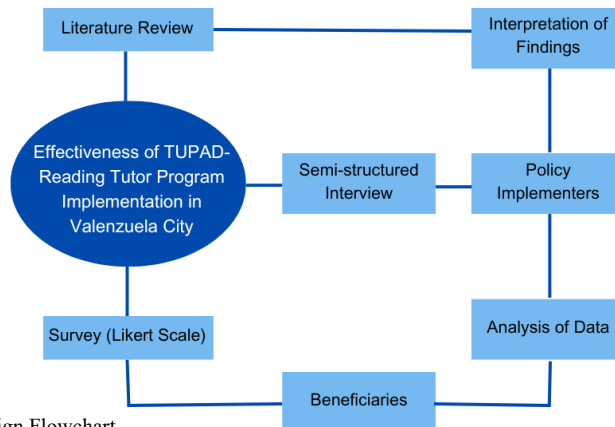 Literature Review
Interpretation of
Findings
Effectiveness of TUPAD-
Reading Tutor Program
Implementation in
Valenzuela City
Semi-structured
Interview
Policy
Implementers
Survey (Likert Scale)
Analysis of Data
Beneficiaries
Flowchart